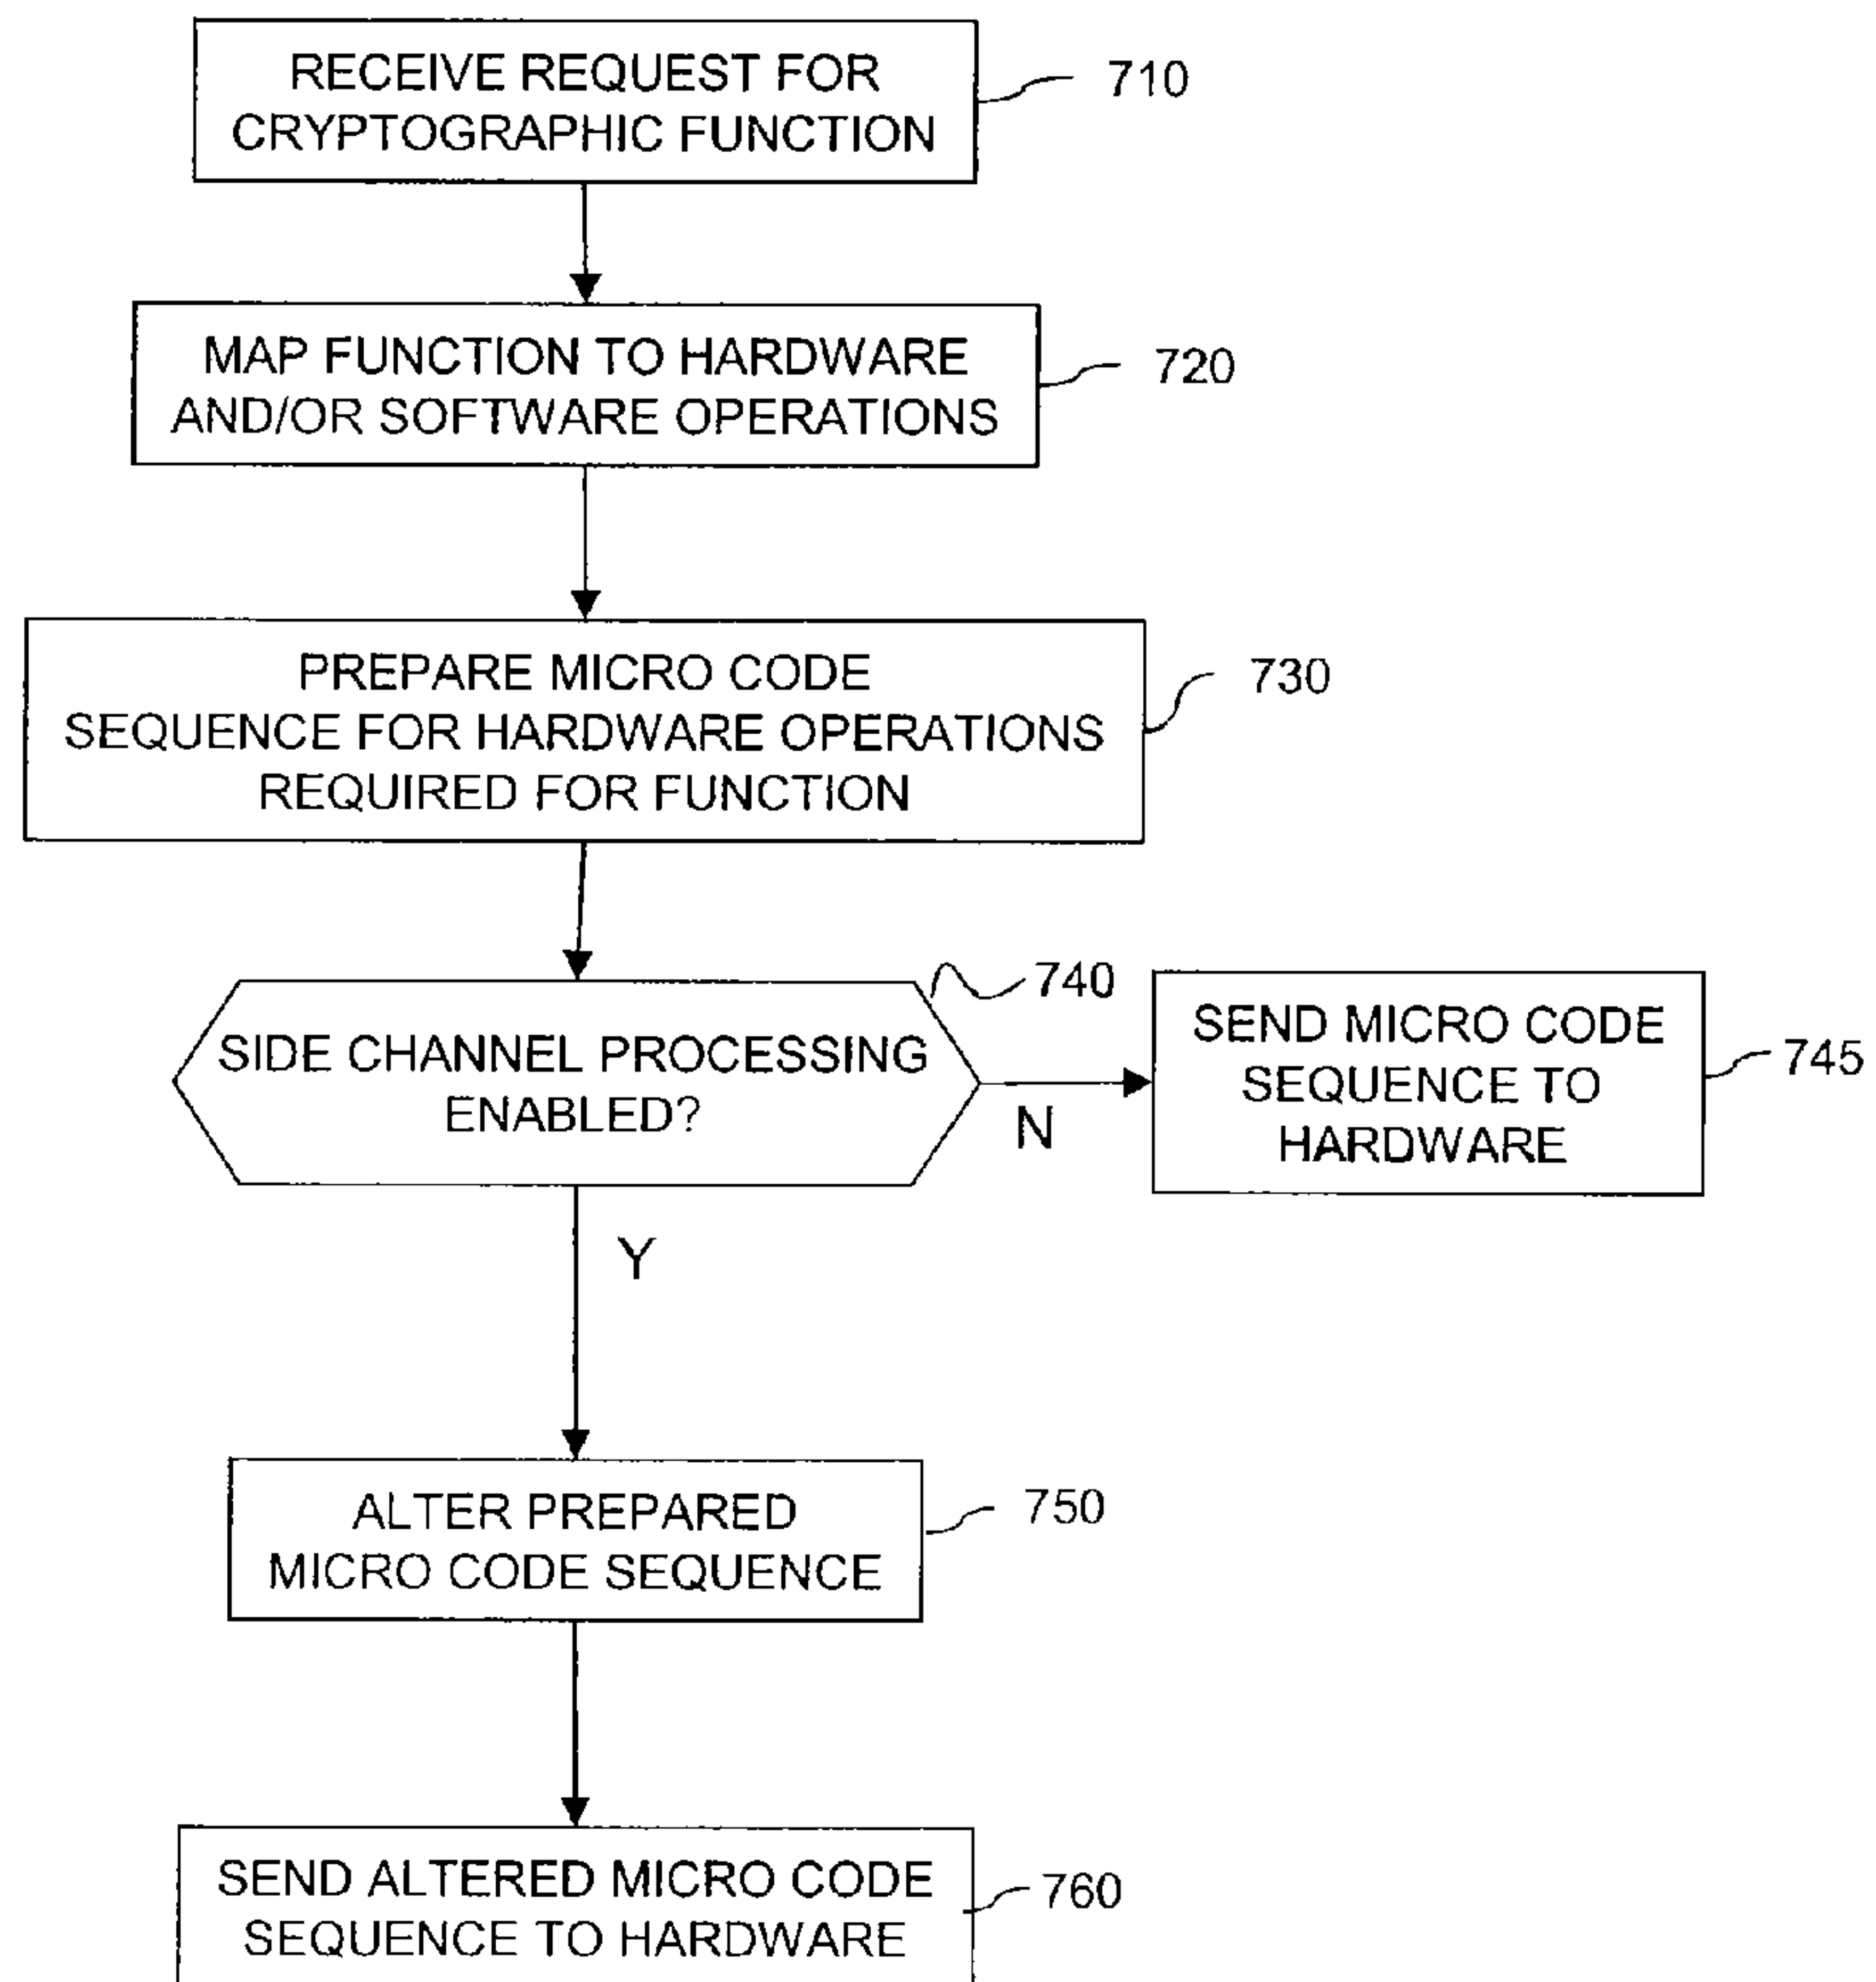 RECEIVE REQUEST FOR
CRYPTOGRAPHIC FUNCTION
710
MAP FUNCTION TO HARDWARE
AND/OR SOFTWARE OPERATIONS
720
PREPARE MICRO CODE
SEQUENCE FOR HARDWARE OPERATIONS
REQUIRED FOR FUNCTION
730
SIDE CHANNEL PROCESSING
ENABLED?
740
N
SEND MICRO CODE
SEQUENCE TO
HARDWARE
745
Y
ALTER PREPARED
MICRO CODE SEQUENCE
750
SEND ALTERED MICRO CODE
SEQUENCE TO HARDWARE
760